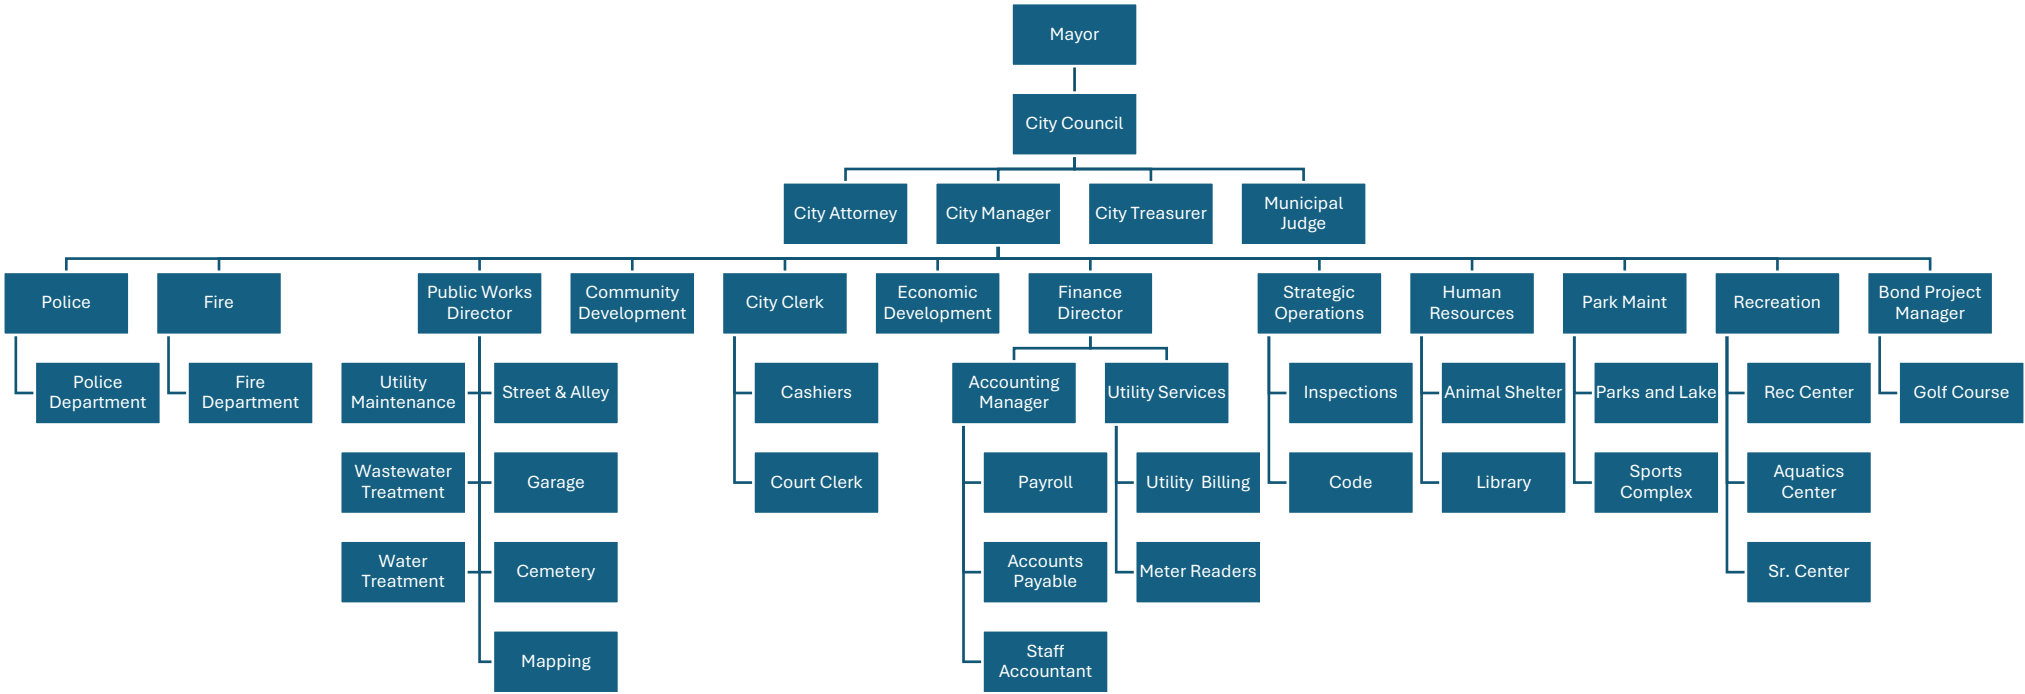 Mayor
City Council
City Attorney
City Manager
City Treasurer
Municipal
Judge
Police
Fire
Public Works
Director
Community
Development
City Clerk
Economic
Development
Finance
Director
Strategic
Operations
Human
Resources
Park Maint
Recreation
Bond Project
Manager
Police
Department
Fire
Department
Utility
Maintenance
Street & Alley
Cashiers
Accounting
Manager
Utility Services
Inspections
Animal Shelter
Parks and Lake
Rec Center
Golf Course
Wastewater
Treatment
Garage
Court Clerk
Payroll
Utility  Billing
Code
Library
Sports
Complex
Aquatics
Center
Water
Treatment
Cemetery
Accounts
Payable
Meter Readers
Sr. Center
Mapping
Staff
Accountant